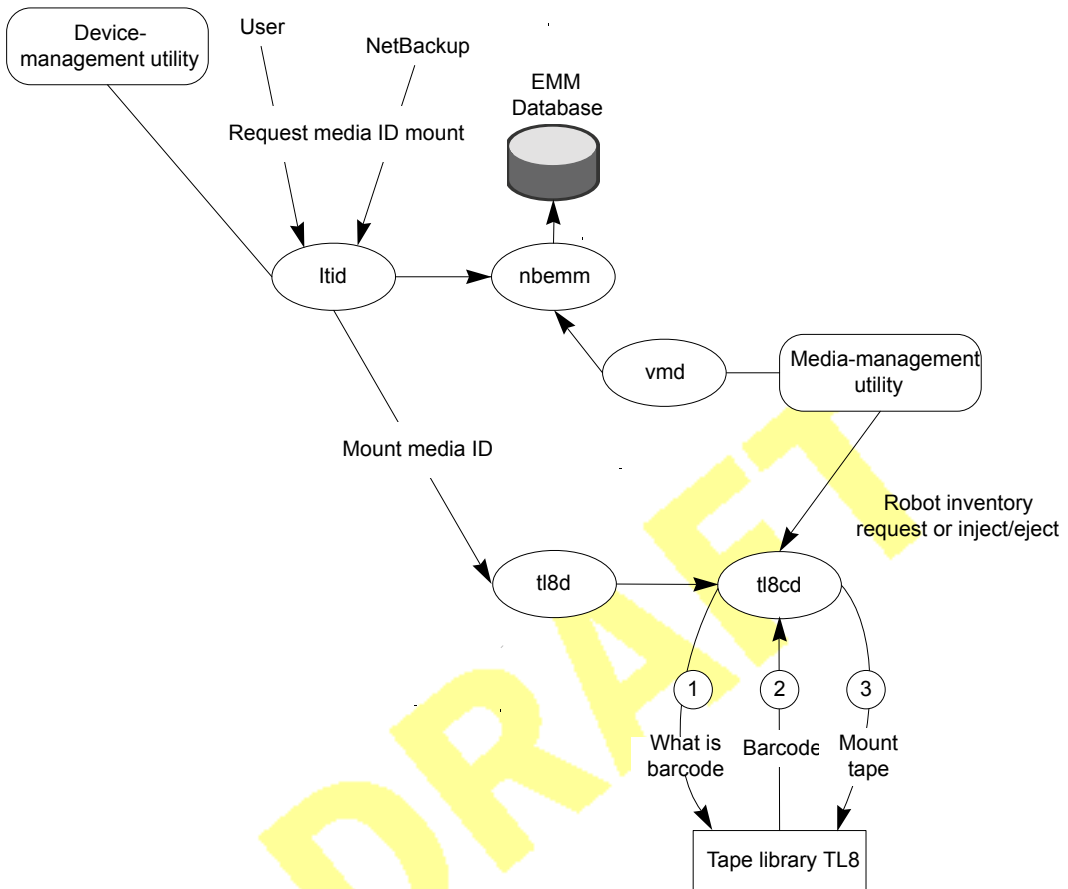 Device-
management utility
User
NetBackup
EMM
Database
Request media ID mount
ltid
nbemm
vmd
Media-management
utility
Mount media ID
Robot inventory
request or inject/eject
tl8d
tl8cd
1
2
3
What is
barcode
Barcode
Mount
tape
Tape library TL8
DRAFT